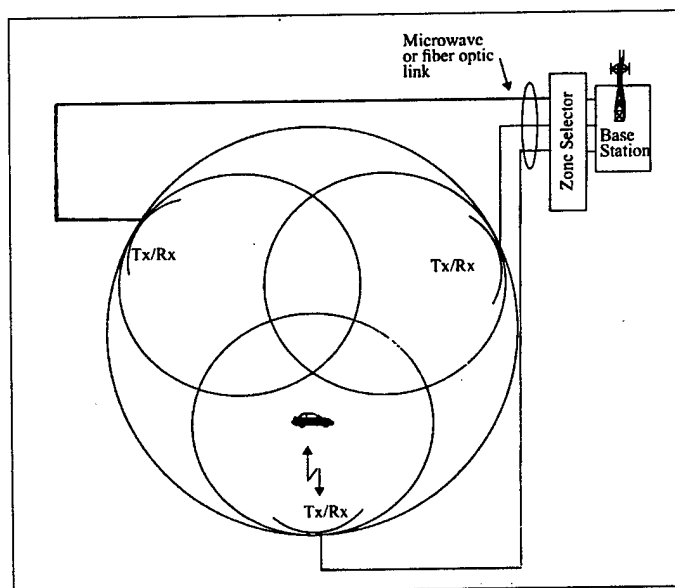 Microwave
or fiber optic
link
Zone Selector
Base
Station
Tx/Rx
Tx/Rx
Tx/Rx